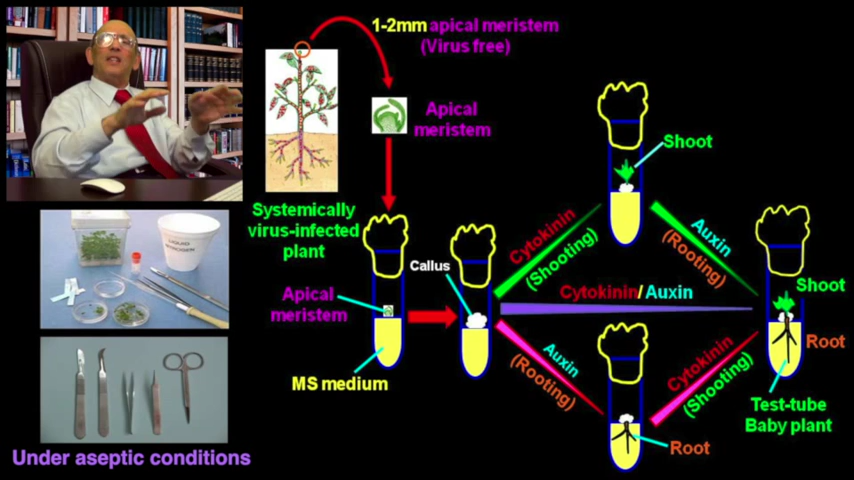 1-2mm apical meristem
(Virus free)
Apical
meristem
Systemically
virus-infected
plant
LIQUID
NITROGEN
Apical
meristem
MS medium
Callus
Cytokinin
(Shooting)
Shoot
Auxin
(Rooting)
Cytokinin/Auxin
Auxin
(Rooting)
Root
Cytokinin
(Shooting)
Shoot
Root
Test-tube
Baby plant
Under aseptic conditions